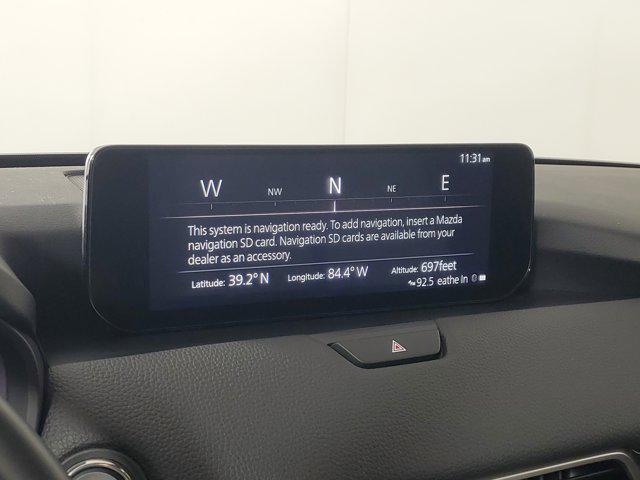 11:31am
W NW N NE E
This system is navigation ready. To add navigation, insert a Mazda
navigation SD card. Navigation SD cards are available from your
dealer as an accessory.
Latitude: 39.2° N Longitude: 84.4° W Altitude: 697feet
92.5 eathe In